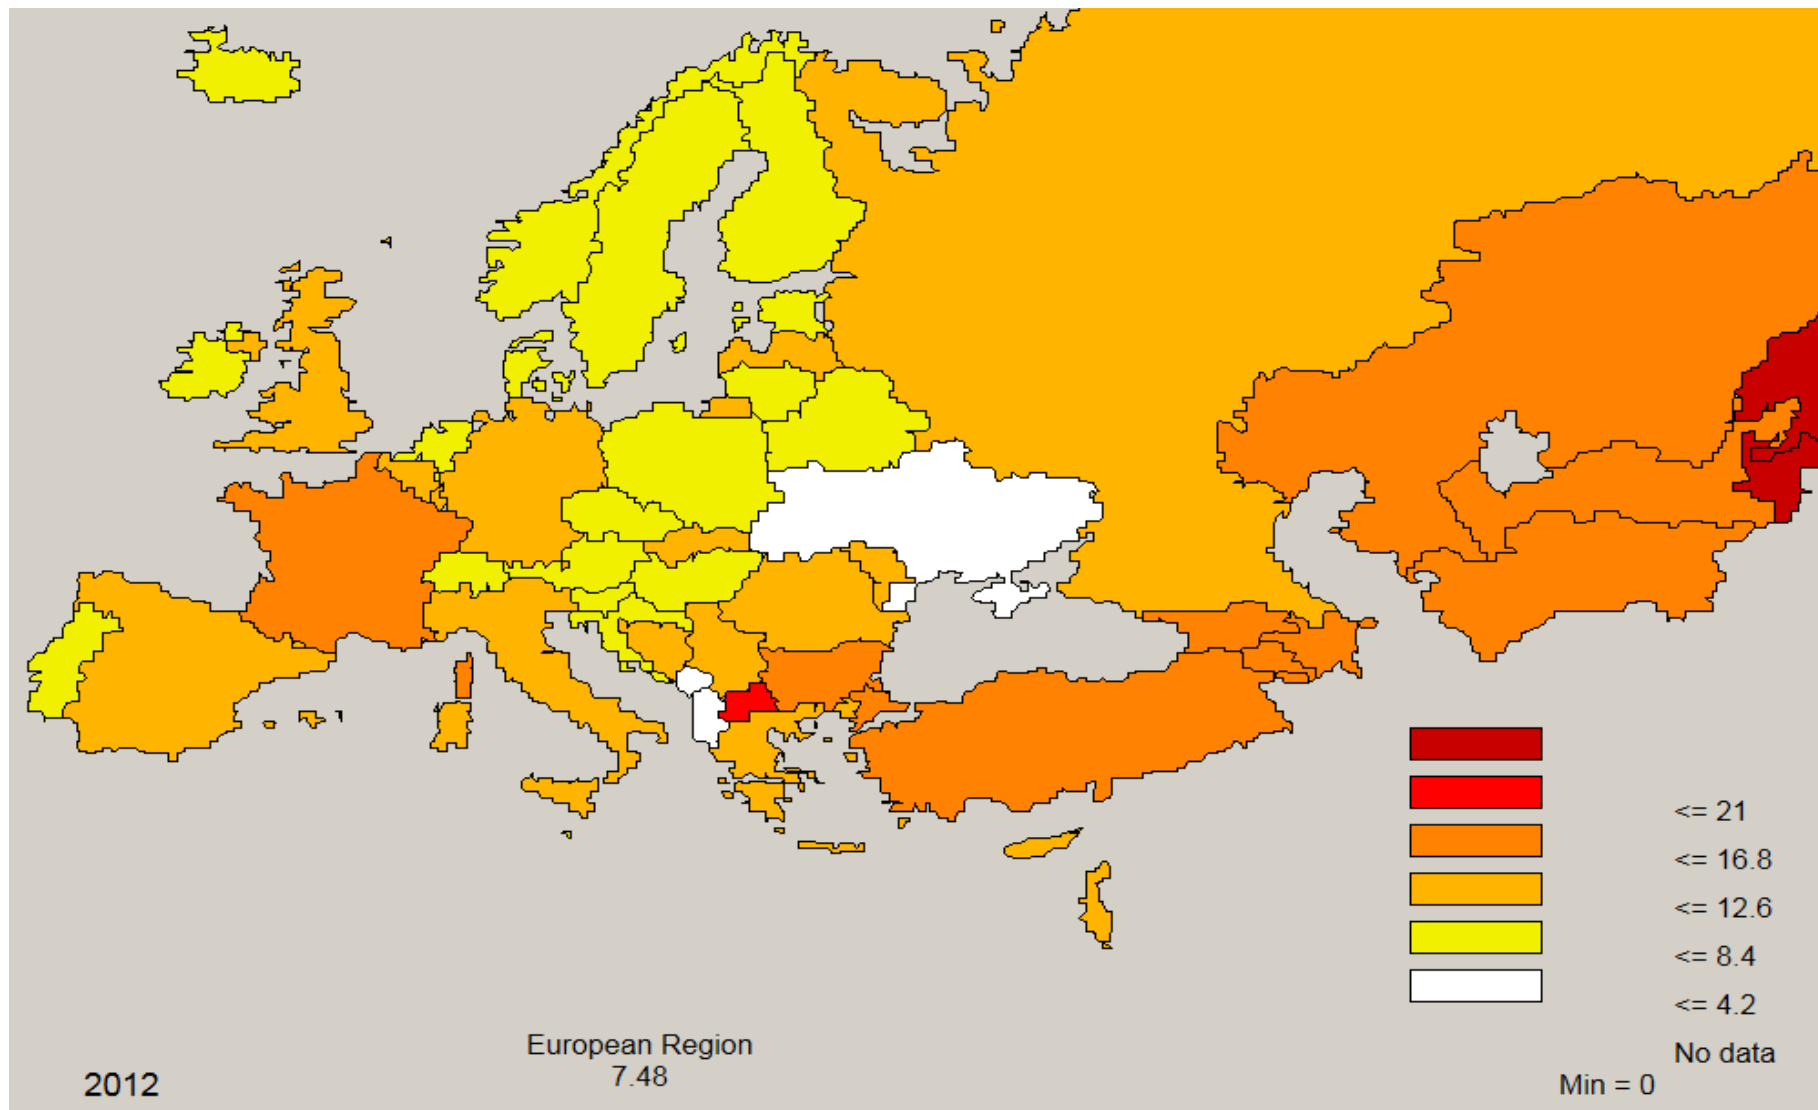 <= 21
<= 16.8
<= 12.6
<= 8.4
<= 4.2
No data
European Region
7.48
2012
Min = 0